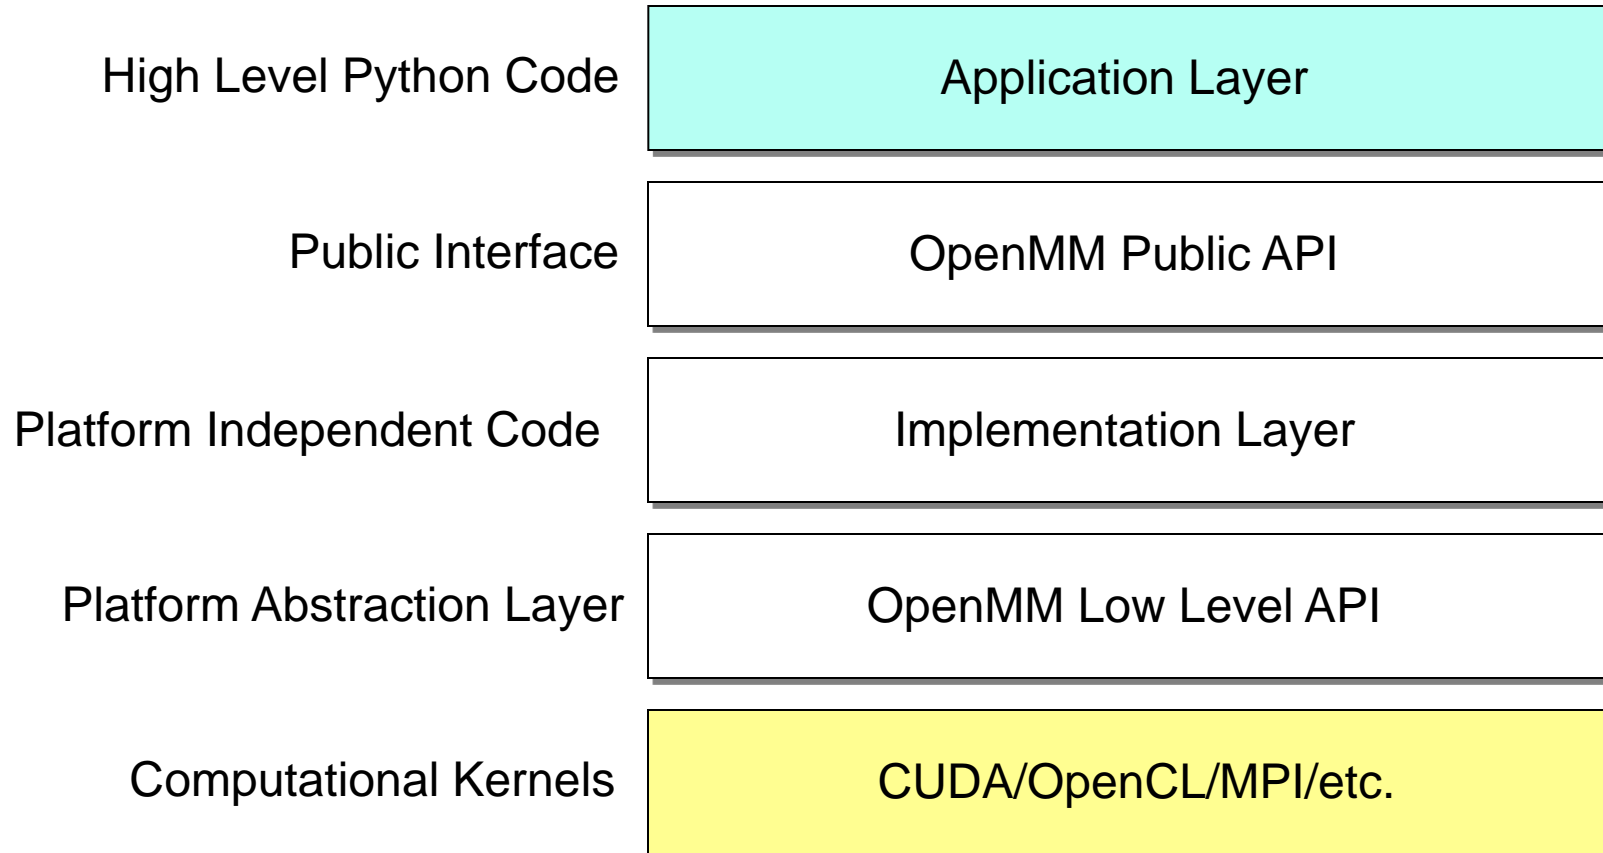 High Level Python Code
Application Layer
Public Interface
OpenMM Public API
Platform Independent Code
Implementation Layer
Platform Abstraction Layer
OpenMM Low Level API
Computational Kernels
CUDA/OpenCL/MPI/etc.